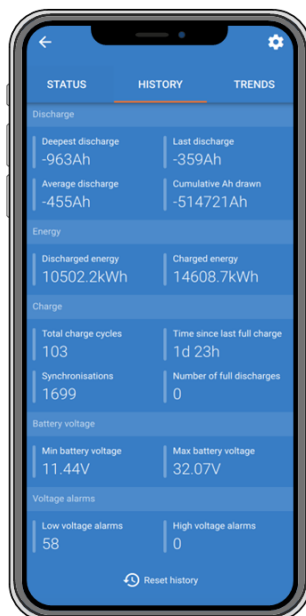 STATUS HISTORY TRENDS
Discharge
Deepest discharge Last discharge
-963Ah -359Ah
Average discharge Cumulative Ah drawn
-455Ah -514721Ah
Energy
Discharged energy Charged energy
10502.2kWh 14608.7kWh
Charge
Total charge cycles Time since last full charge
103 1d 23h
Synchronisations Number of full discharges
1699 0
Battery voltage
Min battery voltage Max battery voltage
11.44V 32.07V
Voltage alarms
Low voltage alarms High voltage alarms
58 0
Reset history